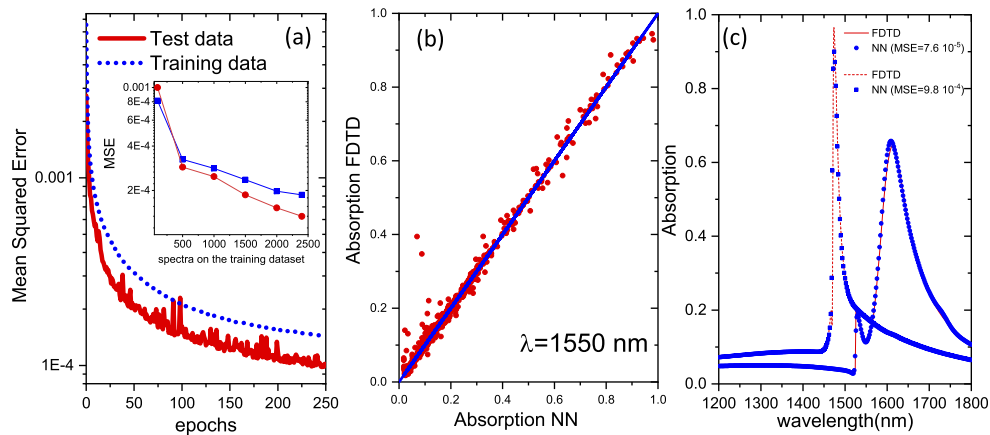 Test data
Training data
(a)
Mean Squared Error
0.001
1E-4
0
50
100
150
200
250
epochs
MSE
0.001
8E-4
6E-4
4E-4
2E-4
500
1000
1500
2000
2500
spectra on the training dataset
(b)
Absorption FDTD
1.0
0.8
0.6
0.4
0.2
0.0
0.0
0.2
0.4
0.6
0.8
1.0
Absorption NN
λ=1550 nm
(c)
FDTD
NN (MSE=7.6 10⁻⁵)
FDTD
NN (MSE=9.8 10⁻⁴)
Absorption
1.0
0.8
0.6
0.4
0.2
0.0
1200
1300
1400
1500
1600
1700
1800
wavelength(nm)